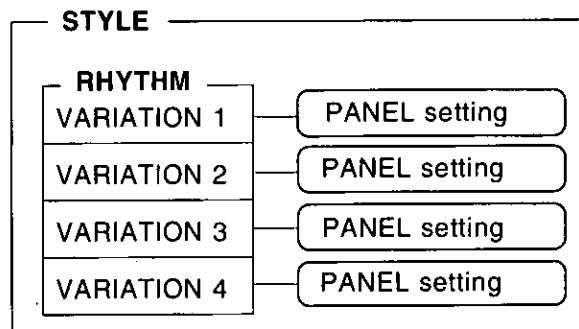 STYLE
RHYTHM
VARIATION 1 PANEL setting
VARIATION 2 PANEL setting
VARIATION 3 PANEL setting
VARIATION 4 PANEL setting